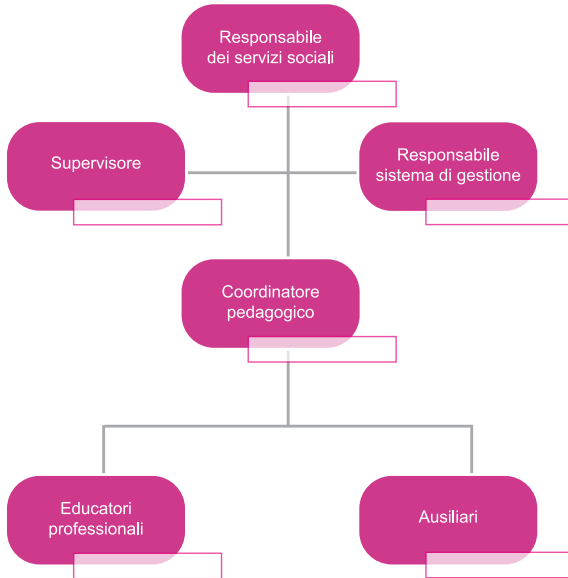 Responsabile
dei servizi sociali
Supervisore
Responsabile
sistema di gestione
Coordinatore
pedagogico
Educatori
professionali
Ausiliari